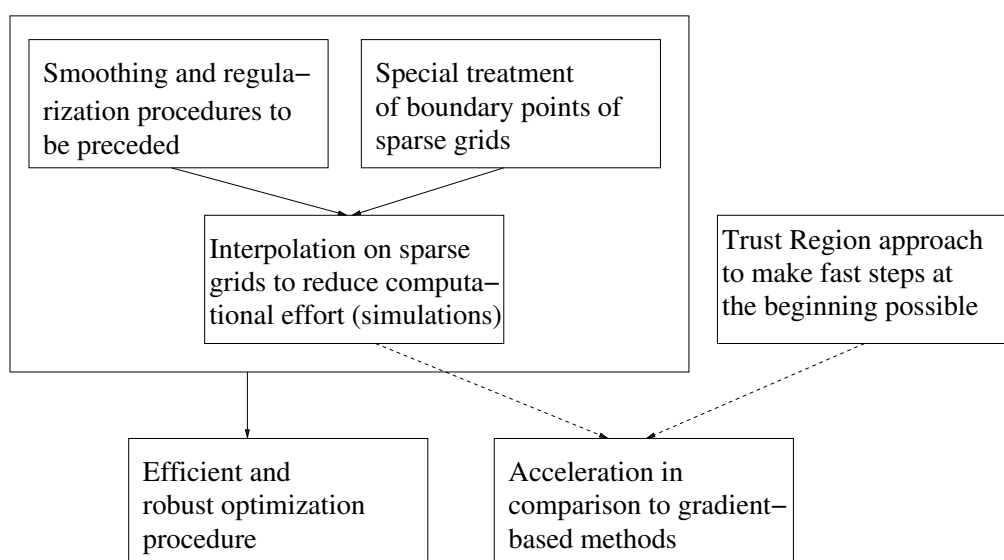 Smoothing and regula−
rization procedures to
be preceded
Special treatment
of boundary points of
sparse grids
Interpolation on sparse
grids to reduce computa−
tional effort (simulations)
Trust Region approach
to make fast steps at
the beginning possible
Efficient and
robust optimization
procedure
Acceleration in
comparison to gradient−
based methods